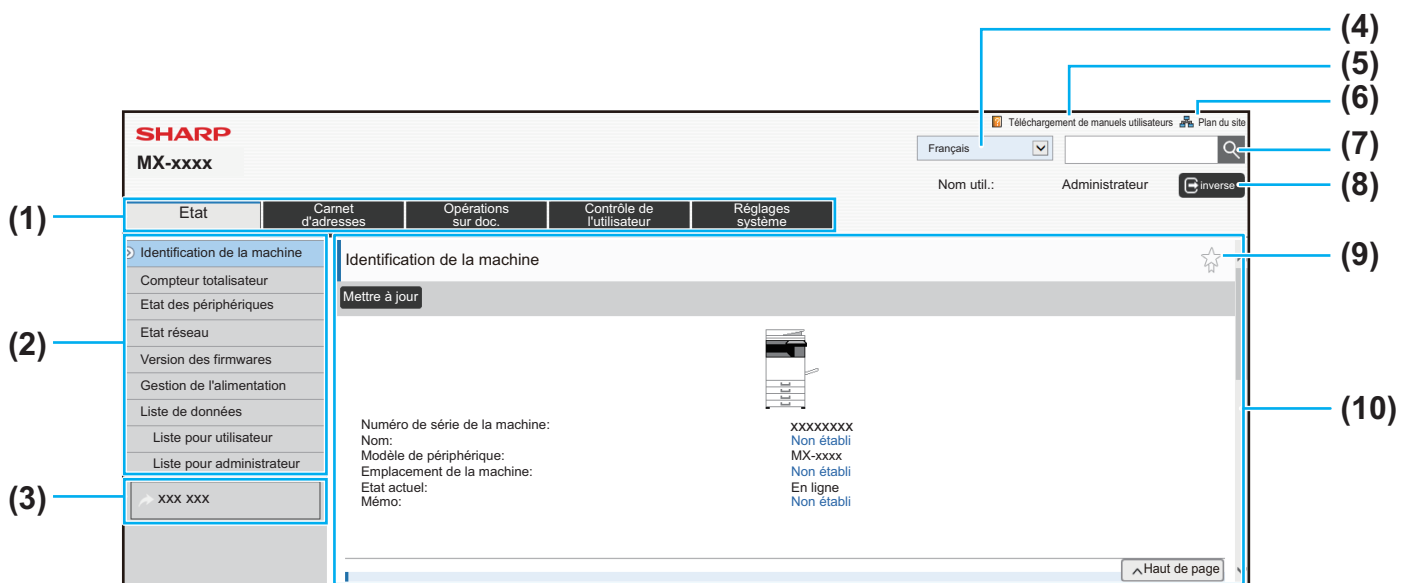 (4)
(5)
(6)
Téléchargement de manuels utilisateurs Plan du site
SHARP
Français
(7)
MX-xxxx
Nom util.: Administrateur inverse
(8)
(1)
Etat
Carnet
d'adresses
Opérations
sur doc.
Contrôle de
l'utilisateur
Réglages
système
Identification de la machine
Identification de la machine
(9)
Compteur totalisateur
Mettre à jour
Etat des périphériques
(2)
Etat réseau
Version des firmwares
Gestion de l'alimentation
Liste de données
Liste pour utilisateur
Liste pour administrateur
(10)
Numéro de série de la machine: xxxxxxxx
Nom: Non établi
Modèle de périphérique: MX-xxxx
Emplacement de la machine: Non établi
Etat actuel: En ligne
Mémo: Non établi
(3)
xxx xxx
Haut de page